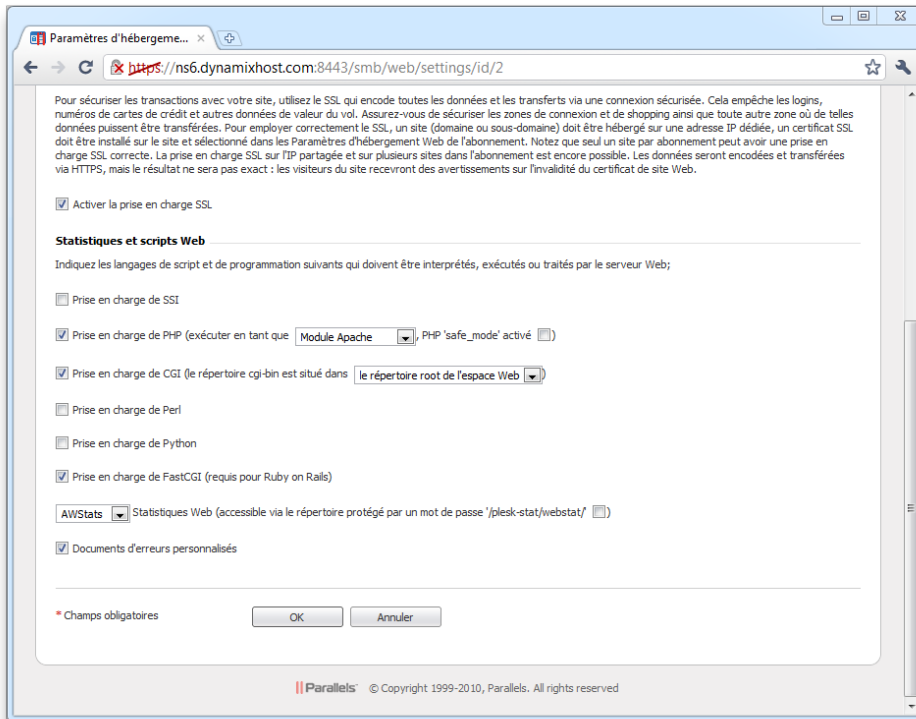 Paramètres d'hébergeme...
https://ns6.dynamixhost.com:8443/smb/web/settings/id/2
Pour sécuriser les transactions avec votre site, utilisez le SSL qui encode toutes les données et les transferts via une connexion sécurisée. Cela empêche les logins,
numéros de cartes de crédit et autres données de valeur du vol. Assurez-vous de sécuriser les zones de connexion et de shopping ainsi que toute autre zone où de telles
données puissent être transférées. Pour employer correctement le SSL, un site (domaine ou sous-domaine) doit être hébergé sur une adresse IP dédiée, un certificat SSL
doit être installé sur le site et sélectionné dans les Paramètres d'hébergement Web de l'abonnement. Notez que seul un site par abonnement peut avoir une prise en
charge SSL correcte. La prise en charge SSL sur l'IP partagée et sur plusieurs sites dans l'abonnement est encore possible. Les données seront encodées et transférées
via HTTPS, mais le résultat ne sera pas exact : les visiteurs du site recevront des avertissements sur l'invalidité du certificat de site Web.
Activer la prise en charge SSL
Statistiques et scripts Web
Indiquez les langages de script et de programmation suivants qui doivent être interprétés, exécutés ou traités par le serveur Web;
Prise en charge de SSI
Prise en charge de PHP (exécuter en tant que Module Apache , PHP 'safe_mode' activé )
Prise en charge de CGI (le répertoire cgi-bin est situé dans le répertoire root de l'espace Web )
Prise en charge de Perl
Prise en charge de Python
Prise en charge de FastCGI (requis pour Ruby on Rails)
AWStats Statistiques Web (accessible via le répertoire protégé par un mot de passe '/plesk-stat/webstat/' )
Documents d'erreurs personnalisés
* Champs obligatoires OK Annuler
Parallels © Copyright 1999-2010, Parallels. All rights reserved